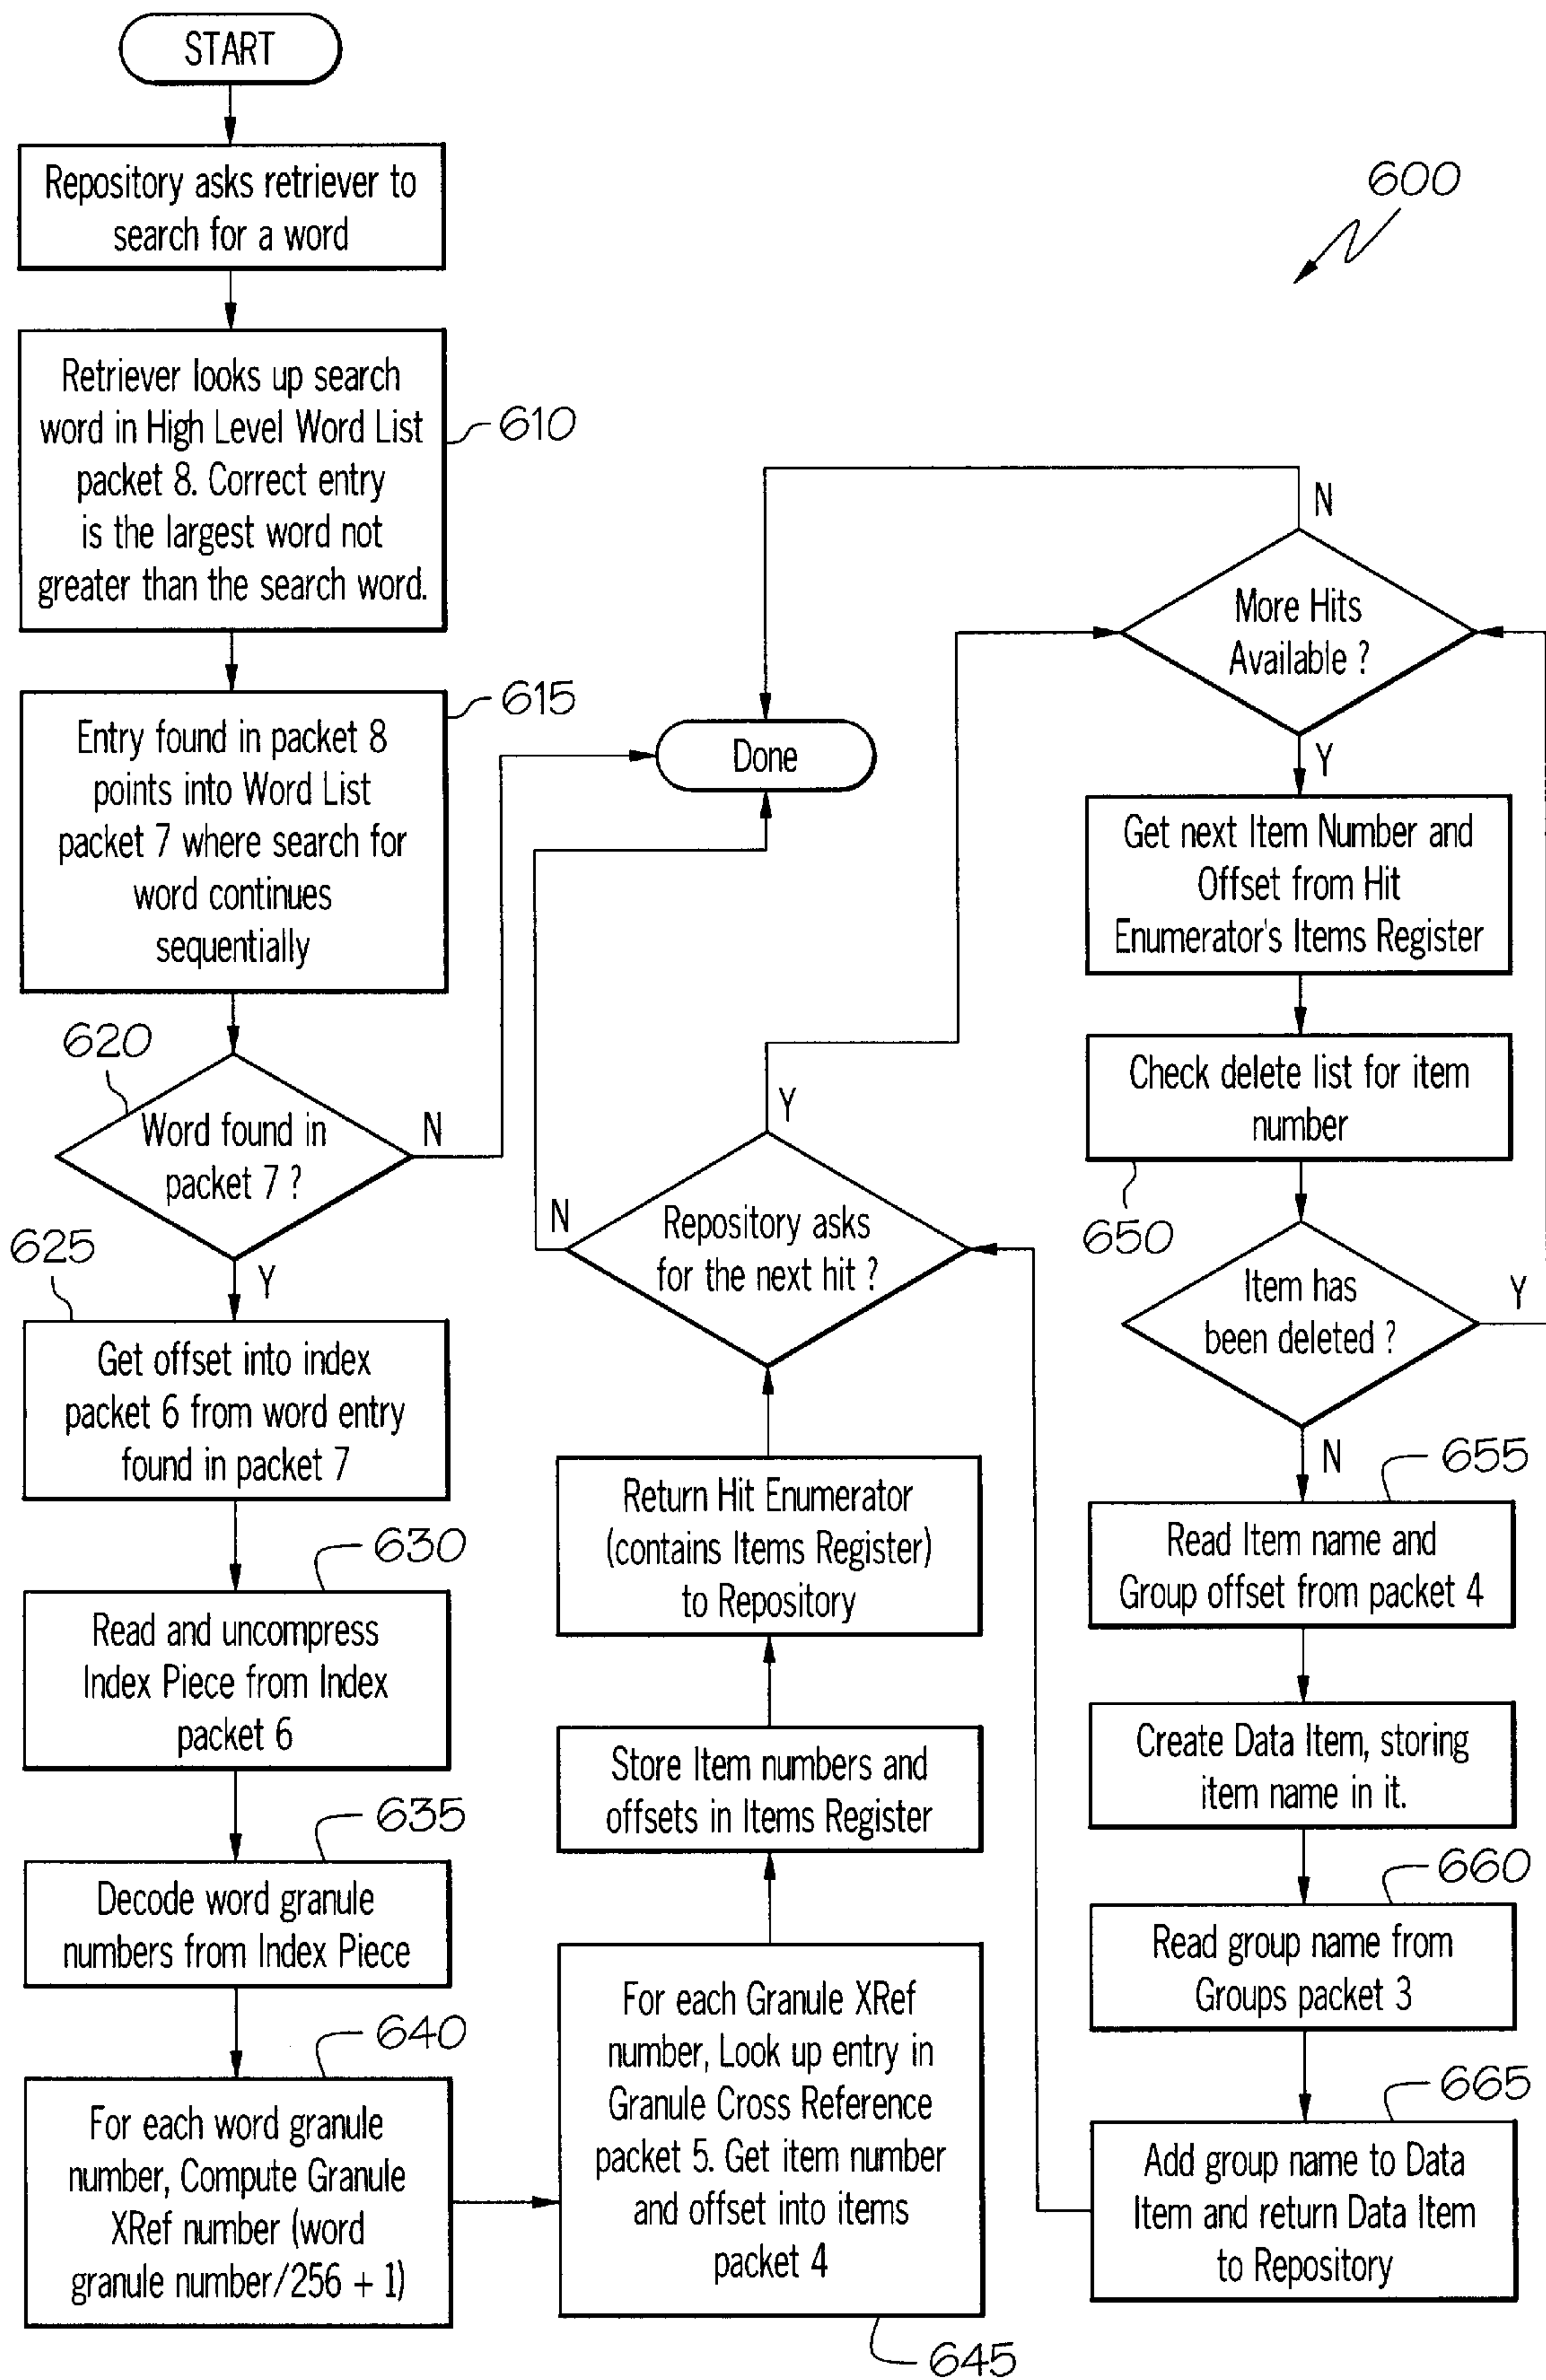 START
Repository asks retriever to
search for a word
600
Retriever looks up search
word in High Level Word List
packet 8. Correct entry
is the largest word not
greater than the search word.
610
Entry found in packet 8
points into Word List
packet 7 where search for
word continues
sequentially
615
620
Word found in
packet 7 ?
N
Y
625
Get offset into index
packet 6 from word entry
found in packet 7
630
Read and uncompress
Index Piece from Index
packet 6
635
Decode word granule
numbers from Index Piece
640
For each word granule
number, Compute Granule
XRef number (word
granule number/256 + 1)
For each Granule XRef
number, Look up entry in
Granule Cross Reference
packet 5. Get item number
and offset into items
packet 4
645
Store Item numbers and
offsets in Items Register
Return Hit Enumerator
(contains Items Register)
to Repository
Repository asks
for the next hit ?
N
Y
Done
More Hits
Available ?
N
Y
Get next Item Number and
Offset from Hit
Enumerator's Items Register
Check delete list for item
number
650
Item has
been deleted ?
Y
N
655
Read Item name and
Group offset from packet 4
Create Data Item, storing
item name in it.
660
Read group name from
Groups packet 3
665
Add group name to Data
Item and return Data Item
to Repository